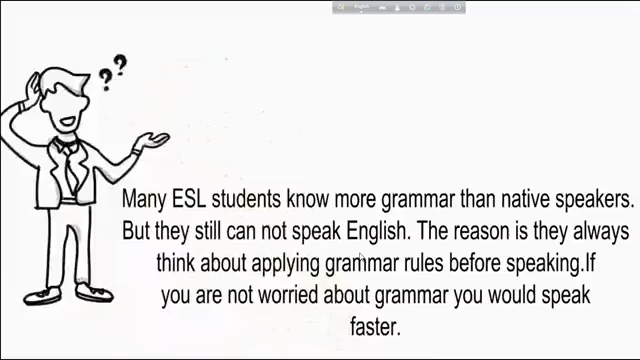 English
? ?
Many ESL students know more grammar than native speakers.
But they still can not speak English. The reason is they always
think about applying grammar rules before speaking.If
you are not worried about grammar you would speak
faster.